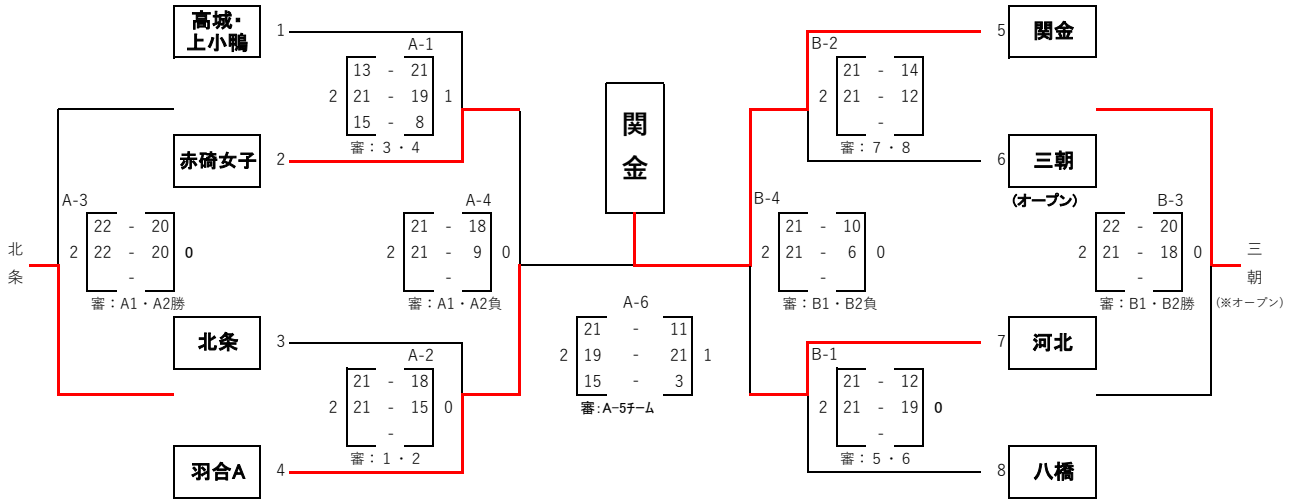 高城・
上小鴨
1
A-1
13 - 21
2 21 - 19 1
15 - 8
審：3・4
赤碕女子
2
A-3
22 - 20
2 22 - 20 0
-
審：A1・A2勝
北
条
A-4
21 - 18
2 21 - 9 0
-
審：A1・A2負
北条
3
A-2
21 - 18
2 21 - 15 0
-
審：1・2
羽合A
4
関
金
A-6
21 - 11
2 19 - 21 1
15 - 3
審：A-5チーム
5
関金
B-2
21 - 14
2 21 - 12
-
審：7・8
6
三朝
(オープン)
B-4
21 - 10
2 21 - 6 0
-
審：B1・B2負
B-3
22 - 20
2 21 - 18 0
-
審：B1・B2勝
三
朝
(※オープン)
7
河北
B-1
21 - 12
2 21 - 19 0
-
審：5・6
8
八橋